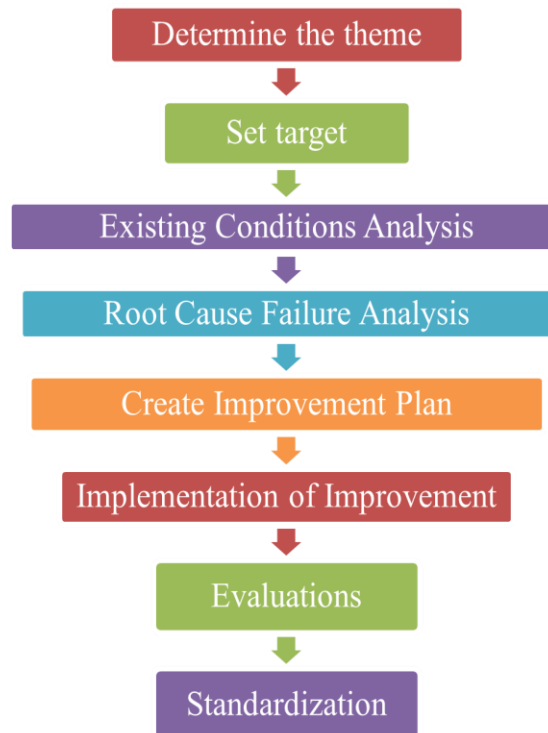 Determine the theme
Set target
Existing Conditions Analysis
Root Cause Failure Analysis
Create Improvement Plan
Implementation of Improvement
Evaluations
Standardization